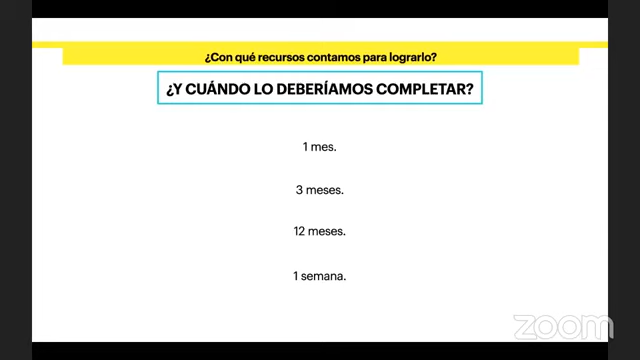 ¿Con qué recursos contamos para lograrlo?
¿Y CUÁNDO LO DEBERÍAMOS COMPLETAR?
1 mes.
3 meses.
12 meses.
1 semana.
zoom